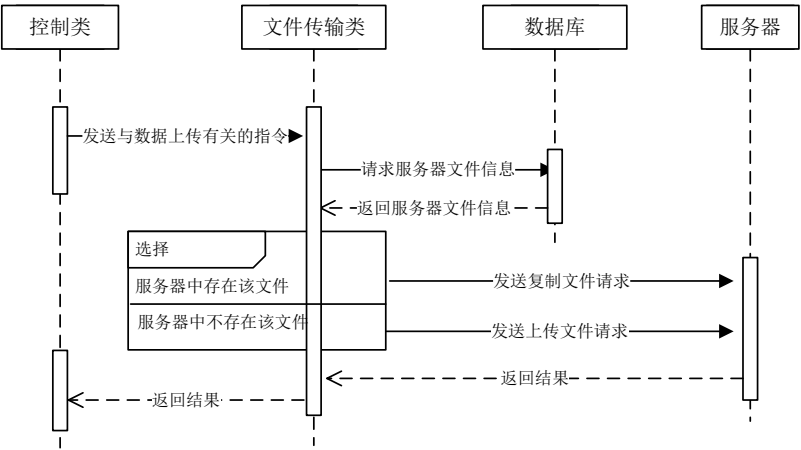 控制类
文件传输类
数据库
服务器
发送与数据上传有关的指令
请求服务器文件信息
返回服务器文件信息
选择
服务器中存在该文件
发送复制文件请求
服务器中不存在该文件
发送上传文件请求
返回结果
返回结果